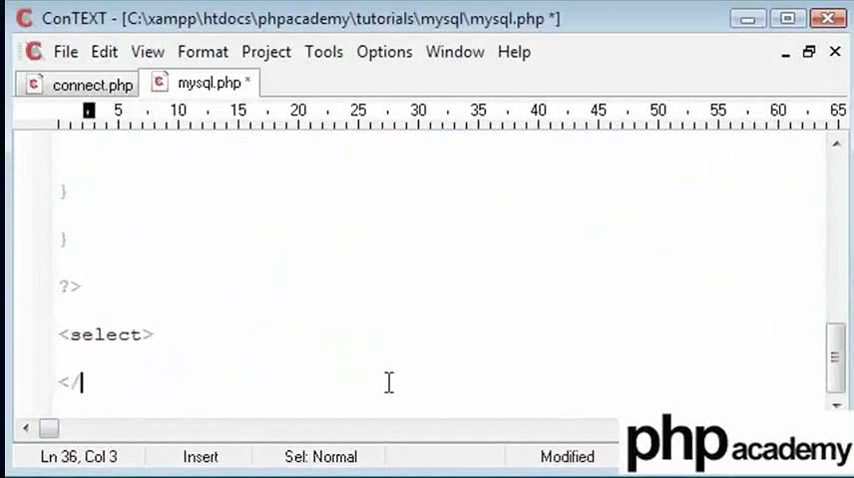 ConTEXT - [C:\xampp\htdocs\phpacademy\tutorials\mysql\mysql.php *]
File Edit View Format Project Tools Options Window Help
connect.php mysql.php *
5 10 15 20 25 30 35 40 45 50 55 60 65
}
}
?>
<select>
</
Ln 36, Col 3 Insert Sel: Normal Modified
php academy